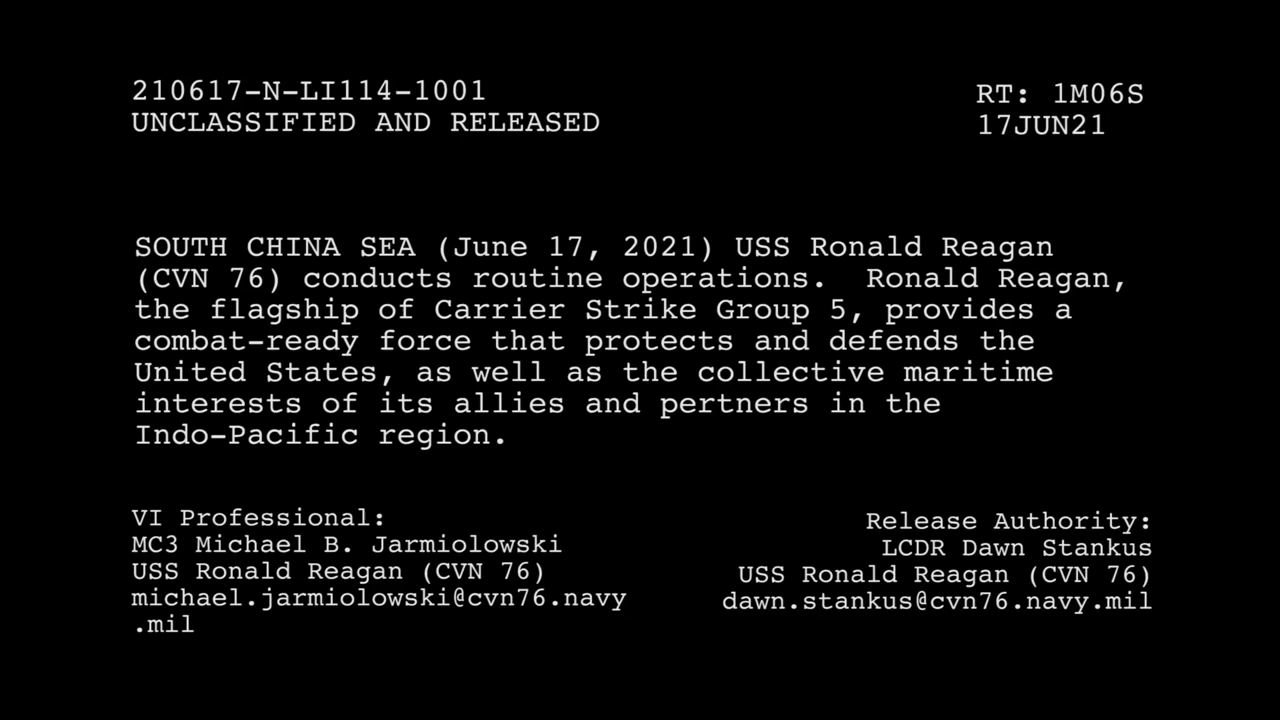 210617-N-LI114-1001
UNCLASSIFIED AND RELEASED
RT: 1M06S
17JUN21
SOUTH CHINA SEA (June 17, 2021) USS Ronald Reagan
(CVN 76) conducts routine operations.  Ronald Reagan,
the flagship of Carrier Strike Group 5, provides a
combat-ready force that protects and defends the
United States, as well as the collective maritime
interests of its allies and pertners in the
Indo-Pacific region.
VI Professional:
MC3 Michael B. Jarmiolowski
USS Ronald Reagan (CVN 76)
michael.jarmiolowski@cvn76.navy
.mil
Release Authority:
LCDR Dawn Stankus
USS Ronald Reagan (CVN 76)
dawn.stankus@cvn76.navy.mil